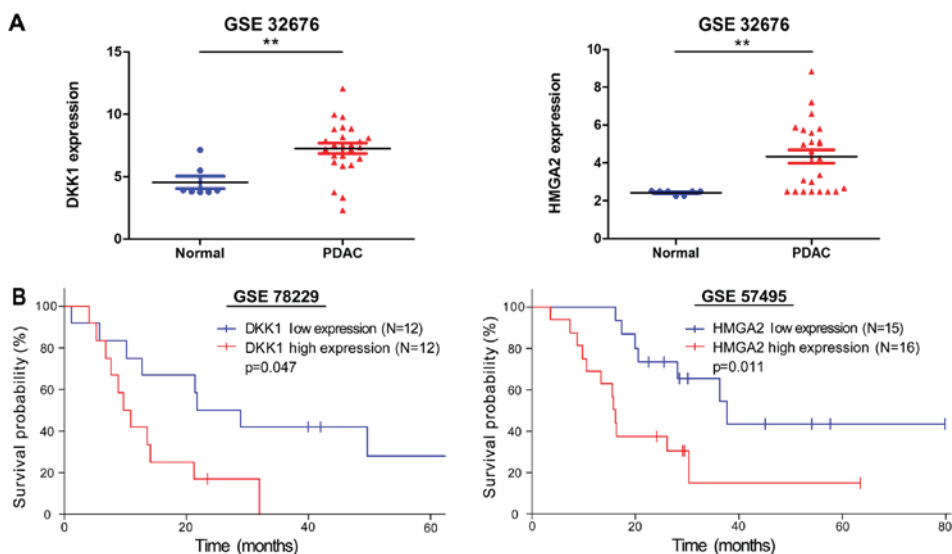 A
GSE 32676
**
DKK1 expression
15
10
5
0
Normal
PDAC
GSE 32676
**
HMGA2 expression
10
8
6
4
2
0
Normal
PDAC
B
GSE 78229
DKK1 low expression (N=12)
DKK1 high expression (N=12)
p=0.047
Survival probability (%)
100
80
60
40
20
0
0
20
40
60
Time (months)
GSE 57495
HMGA2 low expression (N=15)
HMGA2 high expression (N=16)
p=0.011
Survival probability (%)
100
80
60
40
20
0
0
20
40
60
80
Time (months)